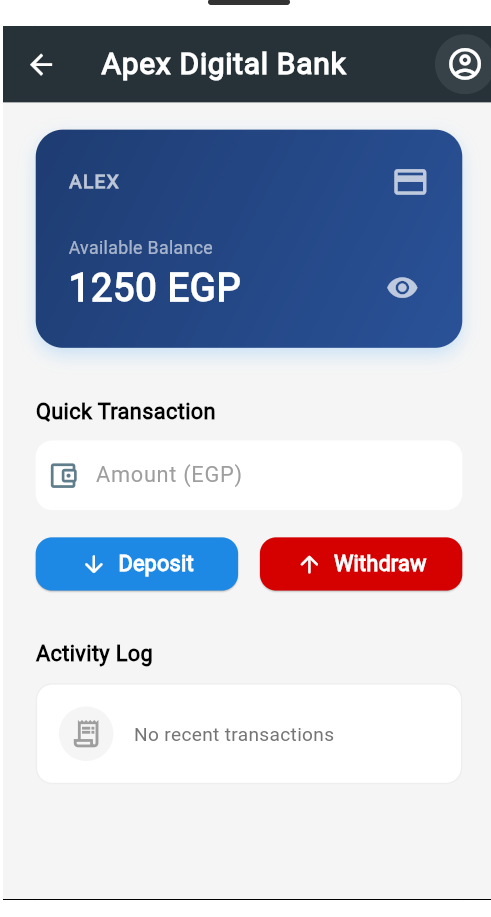 Apex Digital Bank
ALEX
Available Balance
1250 EGP
Quick Transaction
Amount (EGP)
Deposit
Withdraw
Activity Log
No recent transactions